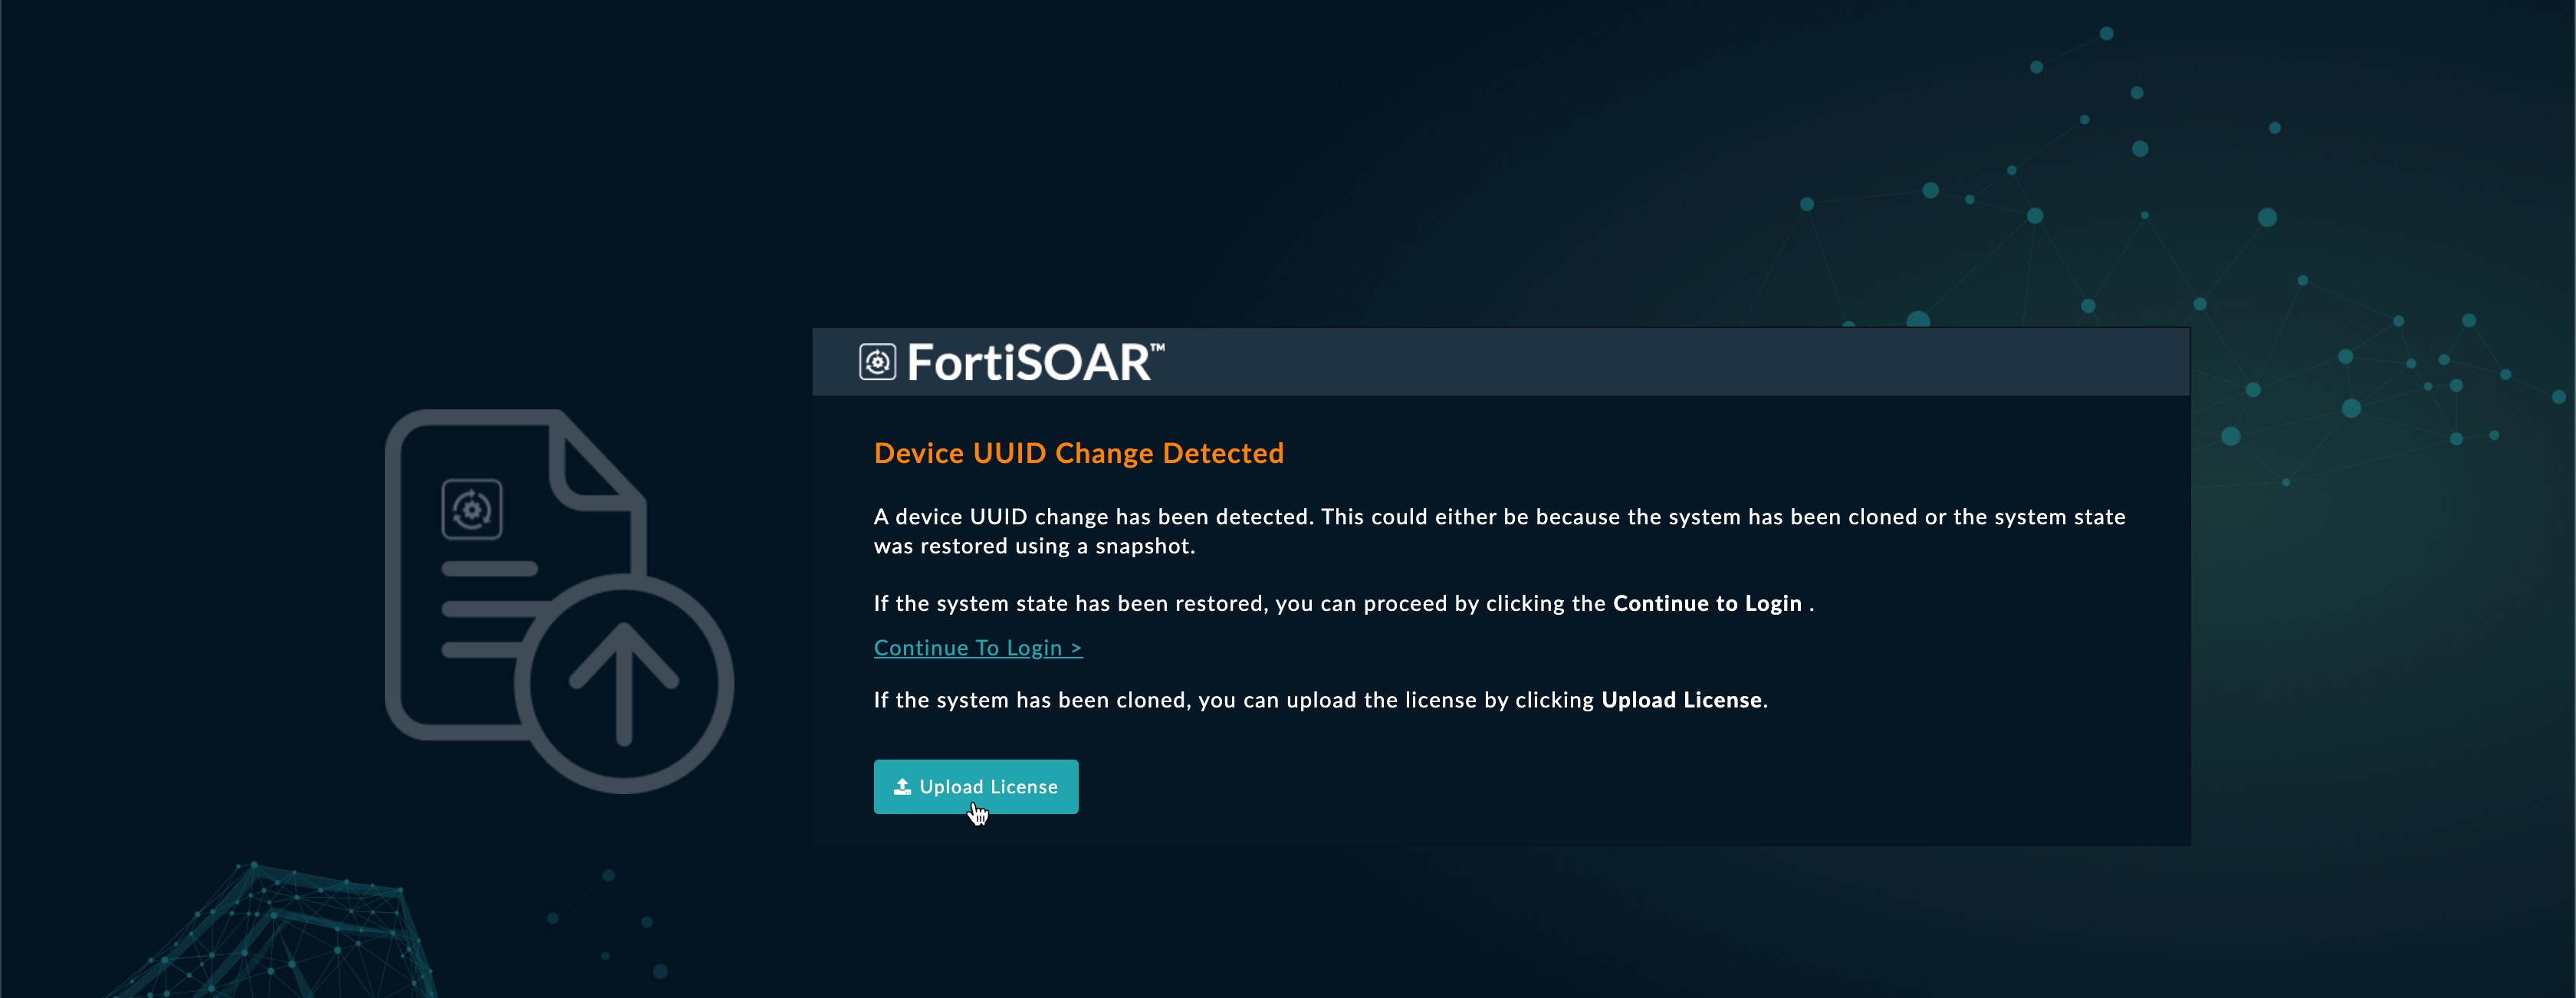 FortiSOAR™
Device UUID Change Detected
A device UUID change has been detected. This could either be because the system has been cloned or the system state
was restored using a snapshot.
If the system state has been restored, you can proceed by clicking the Continue to Login .
Continue To Login >
If the system has been cloned, you can upload the license by clicking Upload License.
Upload License